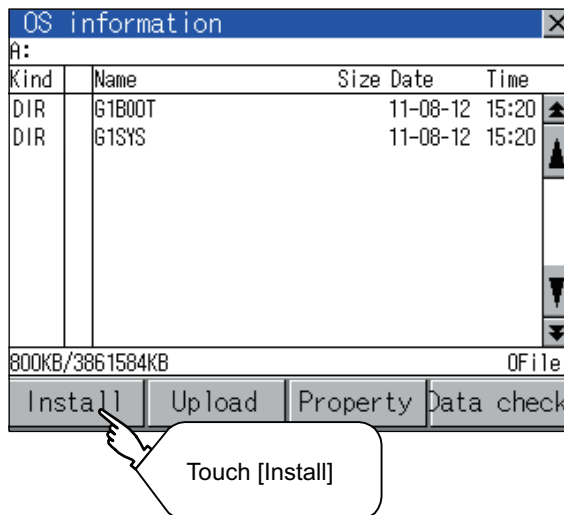 OS information
A:
Kind Name Size Date Time
DIR G1BOOT 11-08-12 15:20
DIR G1SYS 11-08-12 15:20
800KB/3861584KB 0File
Install Upload Property Data check
Touch [Install]